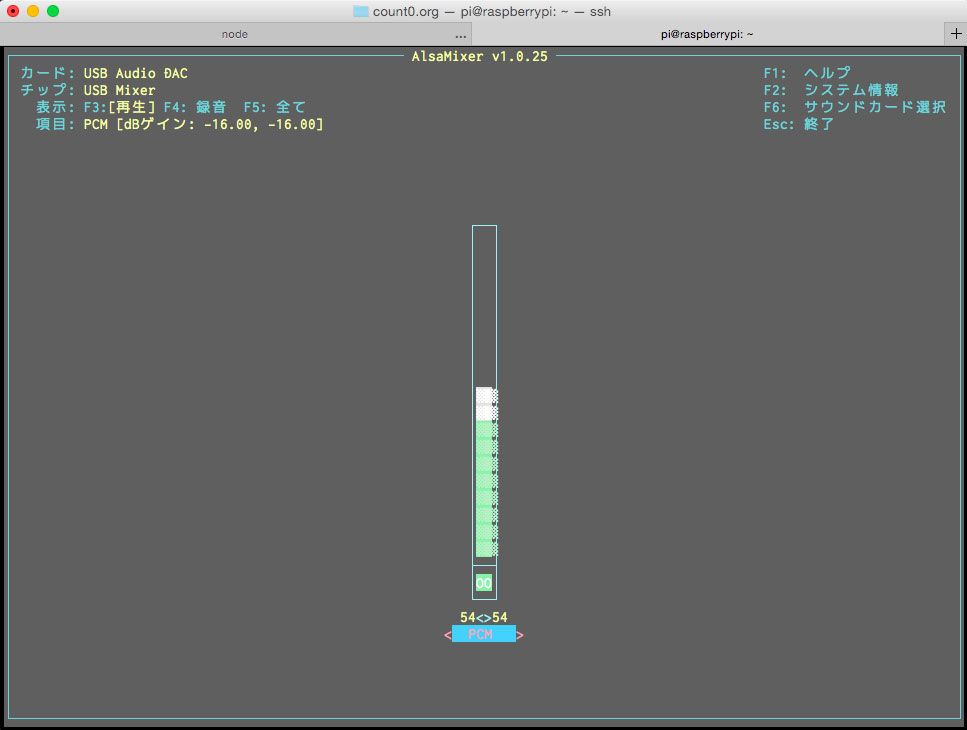 count0.org — pi@raspberrypi: ~ — ssh
node ...
pi@raspberrypi: ~ +
AlsaMixer v1.0.25
カード: USB Audio ĐAC F1: ヘルプ
チップ: USB Mixer F2: システム情報
表示: F3:[再生] F4: 録音 F5: 全て F6: サウンドカード選択
項目: PCM [dBゲイン: -16.00, -16.00] Esc: 終了
OO
54<>54
< PCM >